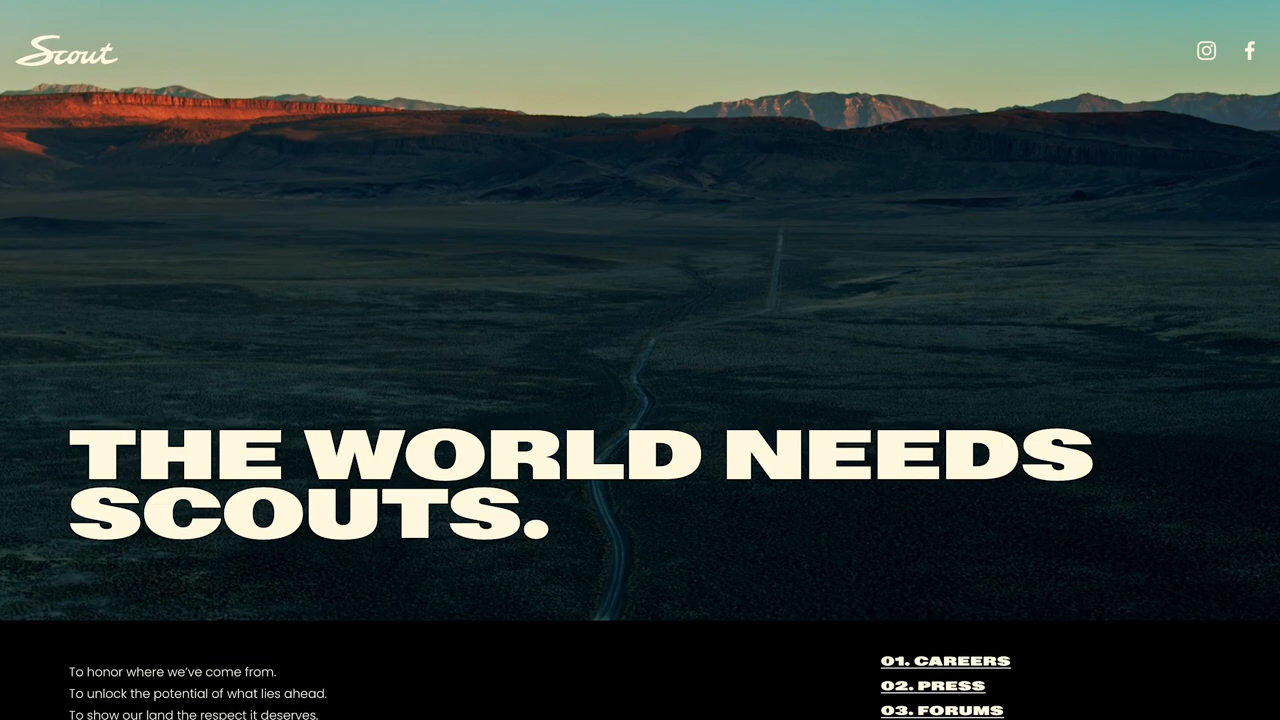 Scout
THE WORLD NEEDS
SCOUTS.
To honor where we’ve come from.
To unlock the potential of what lies ahead.
To show our land the respect it deserves.
01. CAREERS
02. PRESS
03. FORUMS